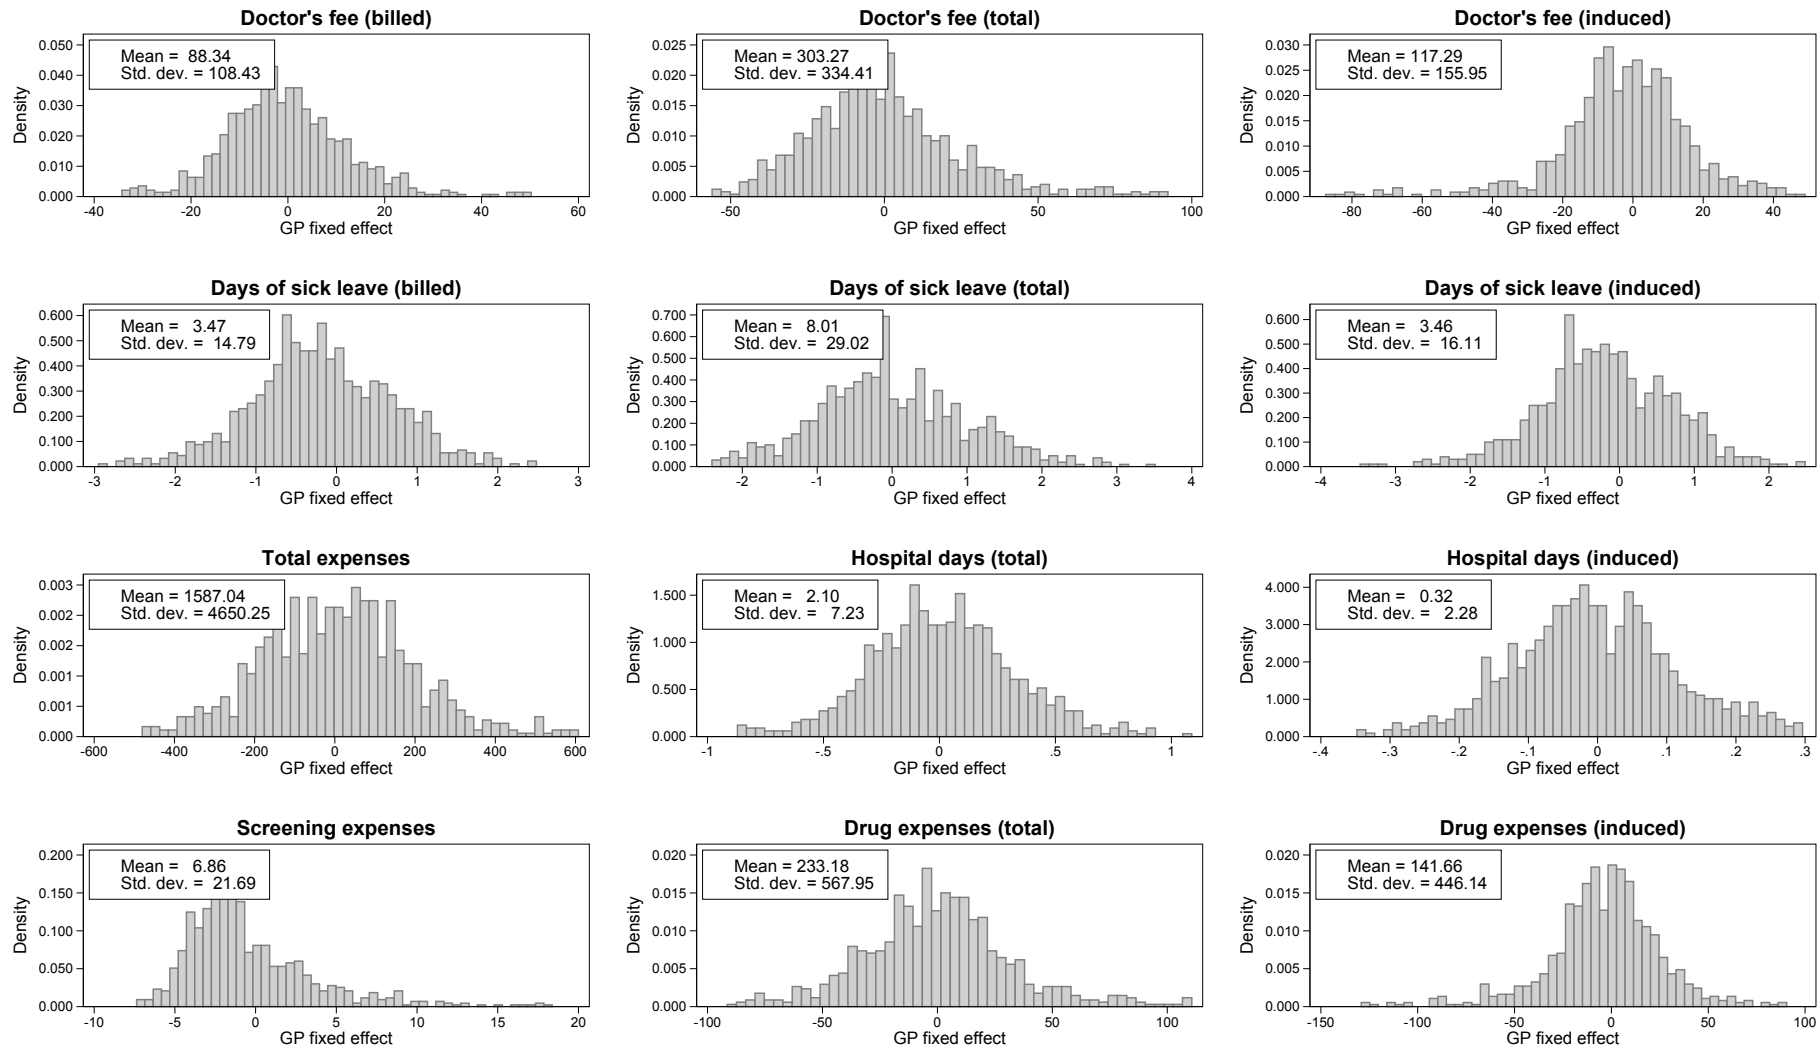 Doctor's fee (billed)
Mean = 88.34
Std. dev. = 108.43
Density
0.050
0.040
0.030
0.020
0.010
0.000
-40 -20 0 20 40 60
GP fixed effect
Doctor's fee (total)
Mean = 303.27
Std. dev. = 334.41
Density
0.025
0.020
0.015
0.010
0.005
0.000
-50 0 50 100
GP fixed effect
Doctor's fee (induced)
Mean = 117.29
Std. dev. = 155.95
Density
0.030
0.025
0.020
0.015
0.010
0.005
0.000
-80 -60 -40 -20 0 20 40
GP fixed effect
Days of sick leave (billed)
Mean = 3.47
Std. dev. = 14.79
Density
0.600
0.500
0.400
0.300
0.200
0.100
0.000
-3 -2 -1 0 1 2 3
GP fixed effect
Days of sick leave (total)
Mean = 8.01
Std. dev. = 29.02
Density
0.700
0.600
0.500
0.400
0.300
0.200
0.100
0.000
-2 -1 0 1 2 3 4
GP fixed effect
Days of sick leave (induced)
Mean = 3.46
Std. dev. = 16.11
Density
0.600
0.500
0.400
0.300
0.200
0.100
0.000
-4 -3 -2 -1 0 1 2
GP fixed effect
Total expenses
Mean = 1587.04
Std. dev. = 4650.25
Density
0.003
0.002
0.002
0.001
0.001
0.000
-600 -400 -200 0 200 400 600
GP fixed effect
Hospital days (total)
Mean = 2.10
Std. dev. = 7.23
Density
1.500
1.000
0.500
0.000
-1 -.5 0 .5 1
GP fixed effect
Hospital days (induced)
Mean = 0.32
Std. dev. = 2.28
Density
4.000
3.000
2.000
1.000
0.000
-.4 -.3 -.2 -.1 0 .1 .2 .3
GP fixed effect
Screening expenses
Mean = 6.86
Std. dev. = 21.69
Density
0.200
0.150
0.100
0.050
0.000
-10 -5 0 5 10 15 20
GP fixed effect
Drug expenses (total)
Mean = 233.18
Std. dev. = 567.95
Density
0.020
0.015
0.010
0.005
0.000
-100 -50 0 50 100
GP fixed effect
Drug expenses (induced)
Mean = 141.66
Std. dev. = 446.14
Density
0.020
0.015
0.010
0.005
0.000
-150 -100 -50 0 50 100
GP fixed effect